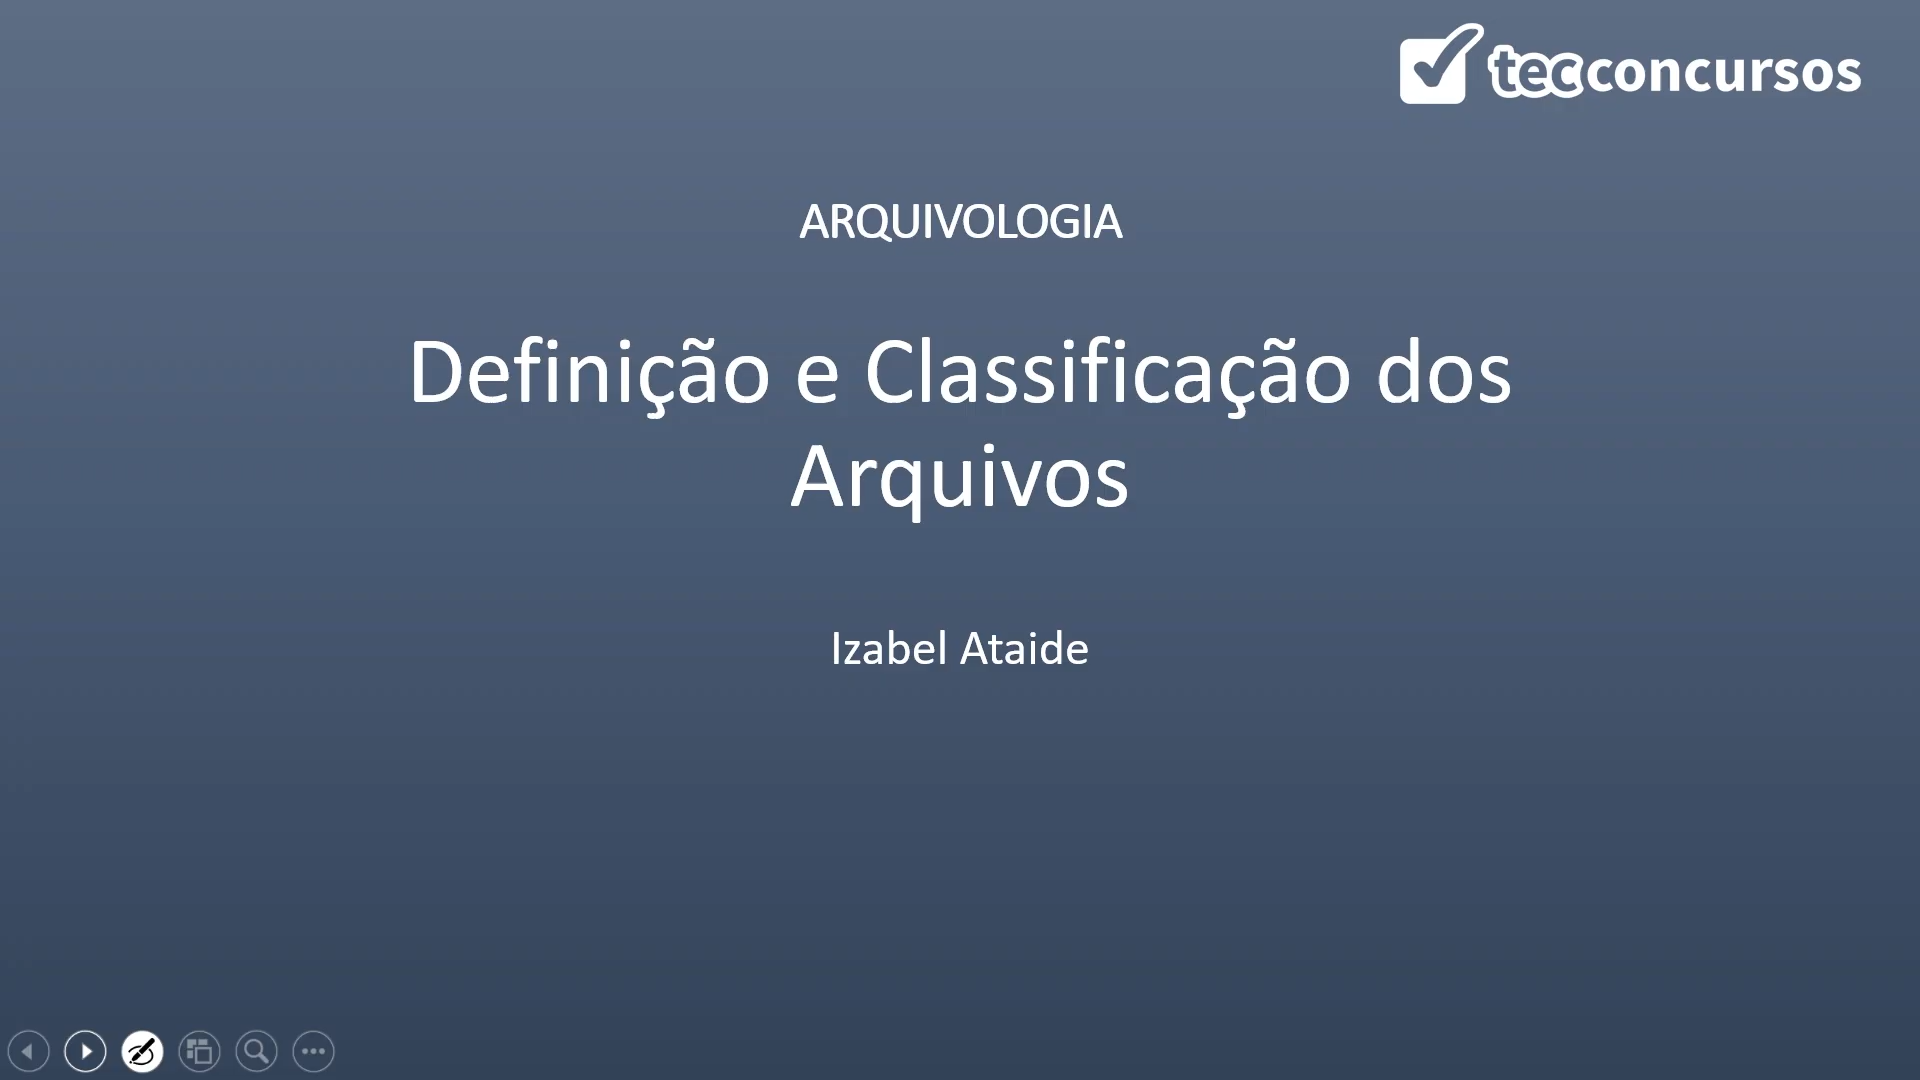 tecconcursos
ARQUIVOLOGIA
Definição e Classificação dos
Arquivos
Izabel Ataide